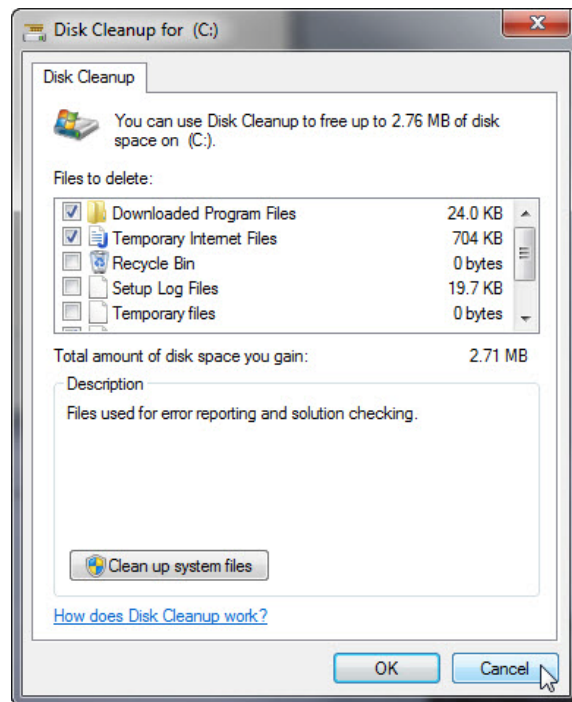 Disk Cleanup for (C:)
Disk Cleanup
You can use Disk Cleanup to free up to 2.76 MB of disk
space on (C:).
Files to delete:
Downloaded Program Files 24.0 KB
Temporary Internet Files 704 KB
Recycle Bin 0 bytes
Setup Log Files 19.7 KB
Temporary files 0 bytes
Total amount of disk space you gain: 2.71 MB
Description
Files used for error reporting and solution checking.
Clean up system files
How does Disk Cleanup work?
OK Cancel